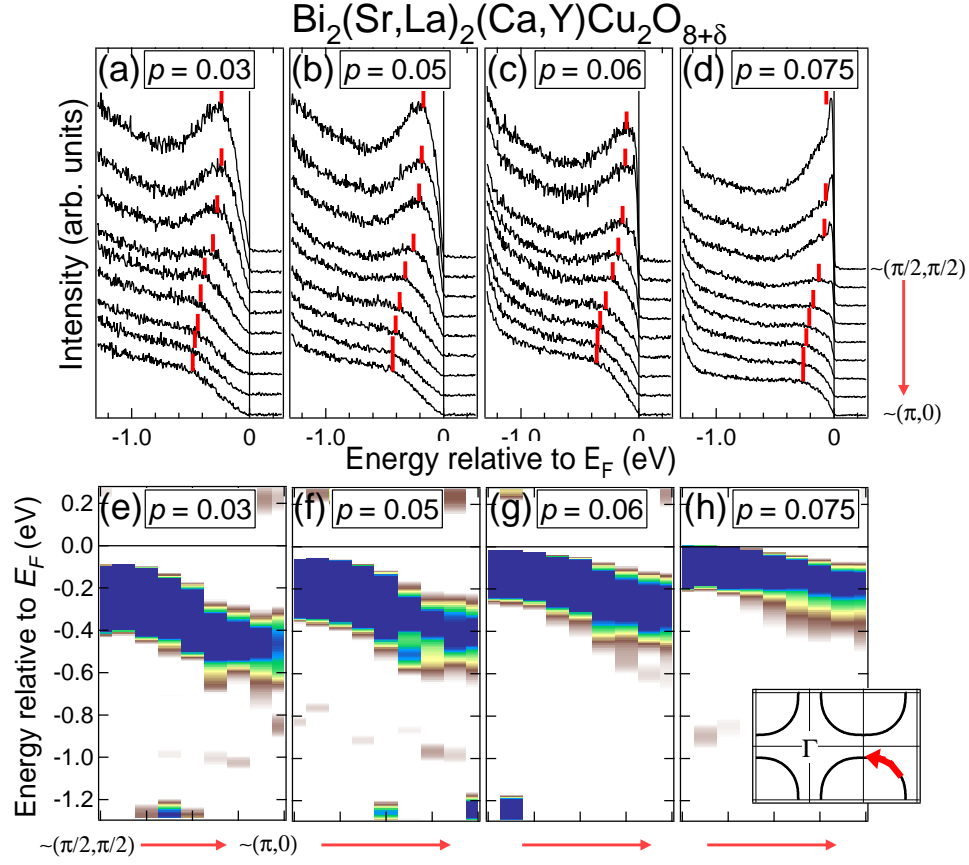 Bi₂(Sr,La)₂(Ca,Y)Cu₂O₈₊δ
(a) p = 0.03 (b) p = 0.05 (c) p = 0.06 (d) p = 0.075
Intensity (arb. units)
~(π/2,π/2)
~(π,0)
-1.0 0 -1.0 0 -1.0 0 -1.0 0
Energy relative to E_F (eV)
(e) p = 0.03 (f) p = 0.05 (g) p = 0.06 (h) p = 0.075
Energy relative to E_F (eV)
0.2
0.0
-0.2
-0.4
-0.6
-0.8
-1.0
-1.2
Γ
~(π/2,π/2) ~(π,0)